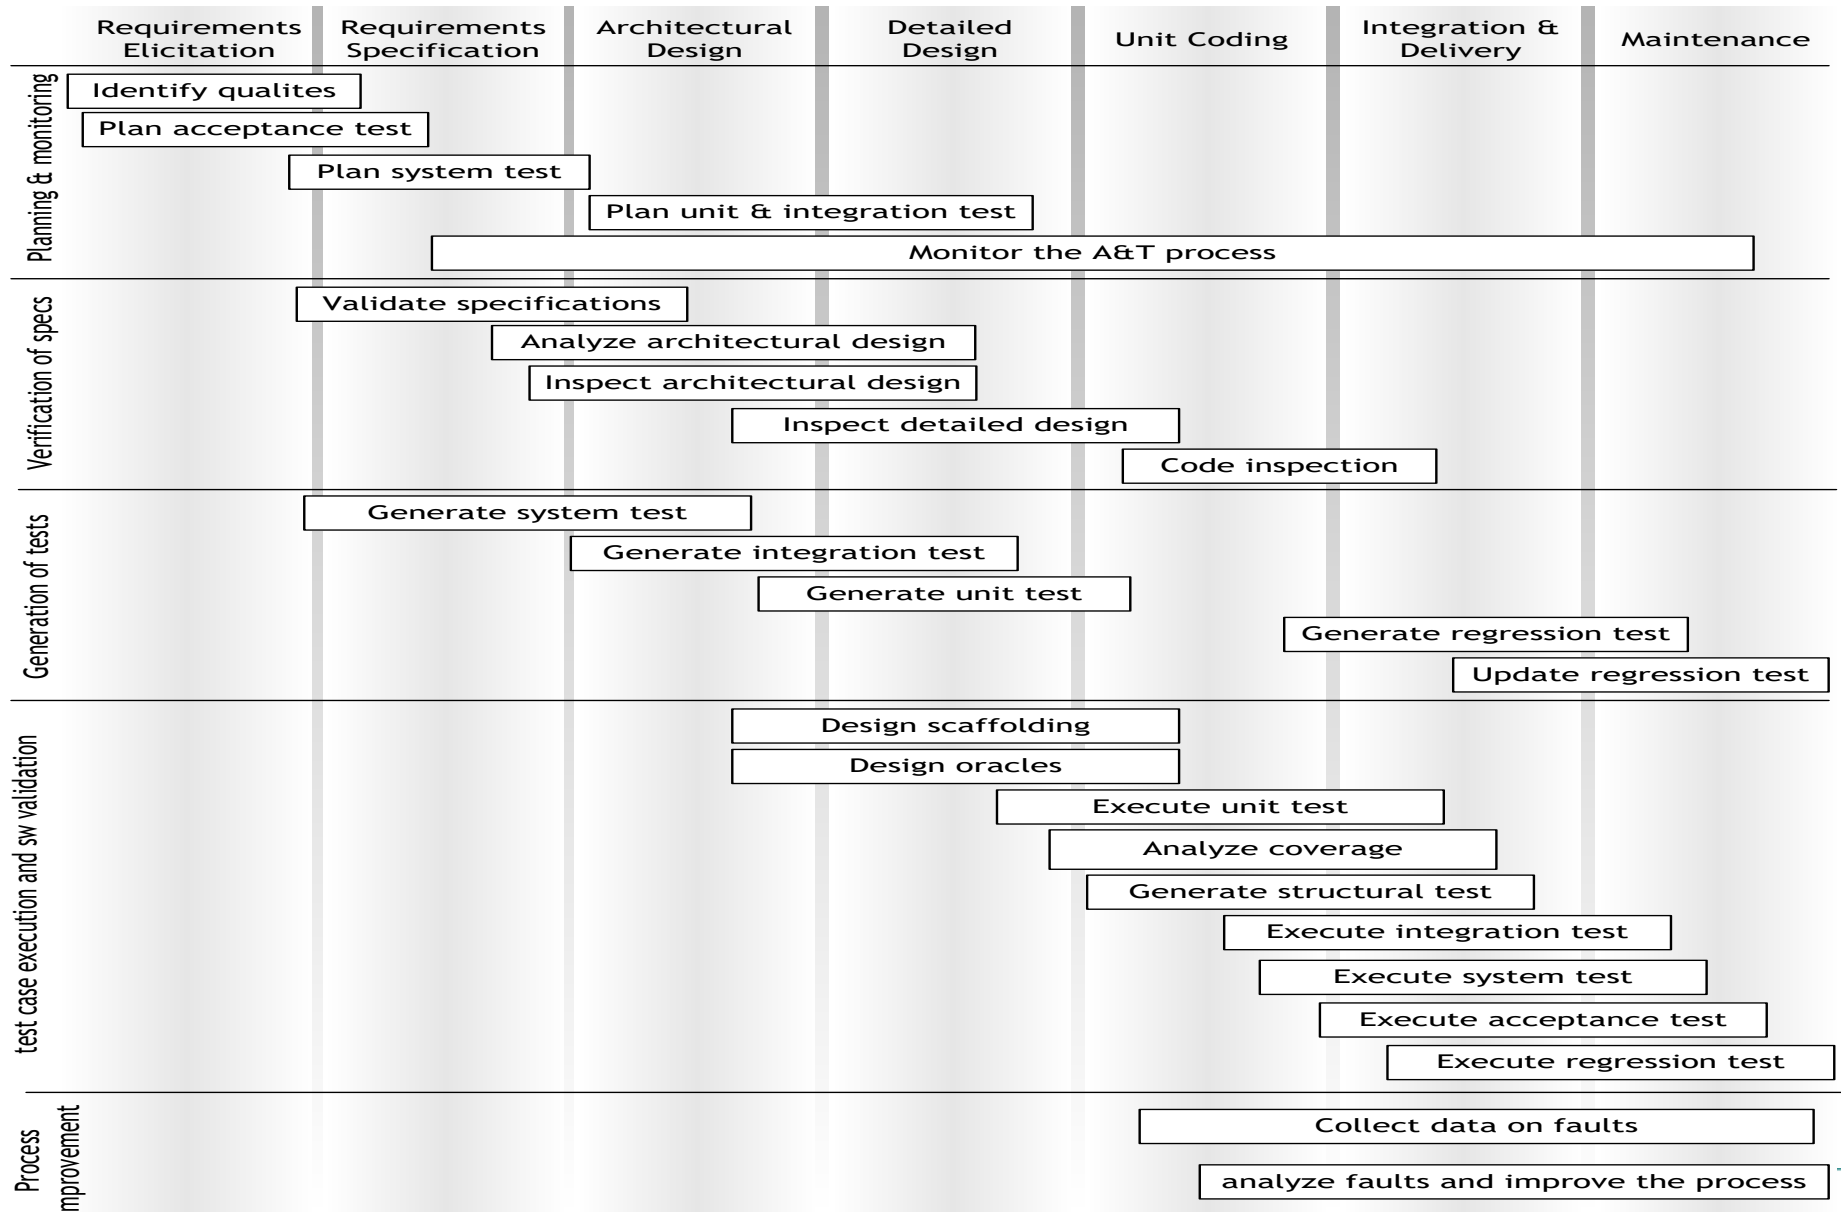 Requirements
Elicitation
Requirements
Specification
Architectural
Design
Detailed
Design
Unit Coding
Integration &
Delivery
Maintenance
Planning & monitoring
Identify qualites
Plan acceptance test
Plan system test
Plan unit & integration test
Monitor the A&T process
Verification of specs
Validate specifications
Analyze architectural design
Inspect architectural design
Inspect detailed design
Code inspection
Generation of tests
Generate system test
Generate integration test
Generate unit test
Generate regression test
Update regression test
test case execution and sw validation
Design scaffolding
Design oracles
Execute unit test
Analyze coverage
Generate structural test
Execute integration test
Execute system test
Execute acceptance test
Execute regression test
Process
mprovement
Collect data on faults
analyze faults and improve the process